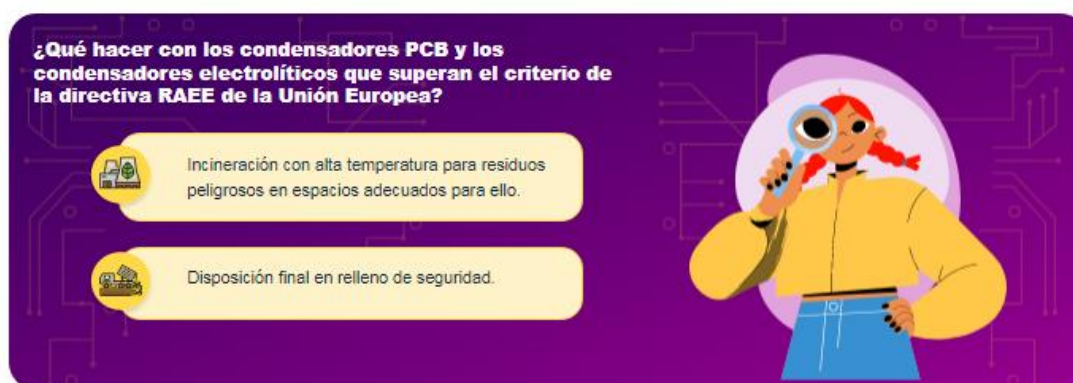 ¿Qué hacer con los condensadores PCB y los
condensadores electrolíticos que superan el criterio de
la directiva RAEE de la Unión Europea?
Incineración con alta temperatura para residuos
peligrosos en espacios adecuados para ello.
Disposición final en relleno de seguridad.